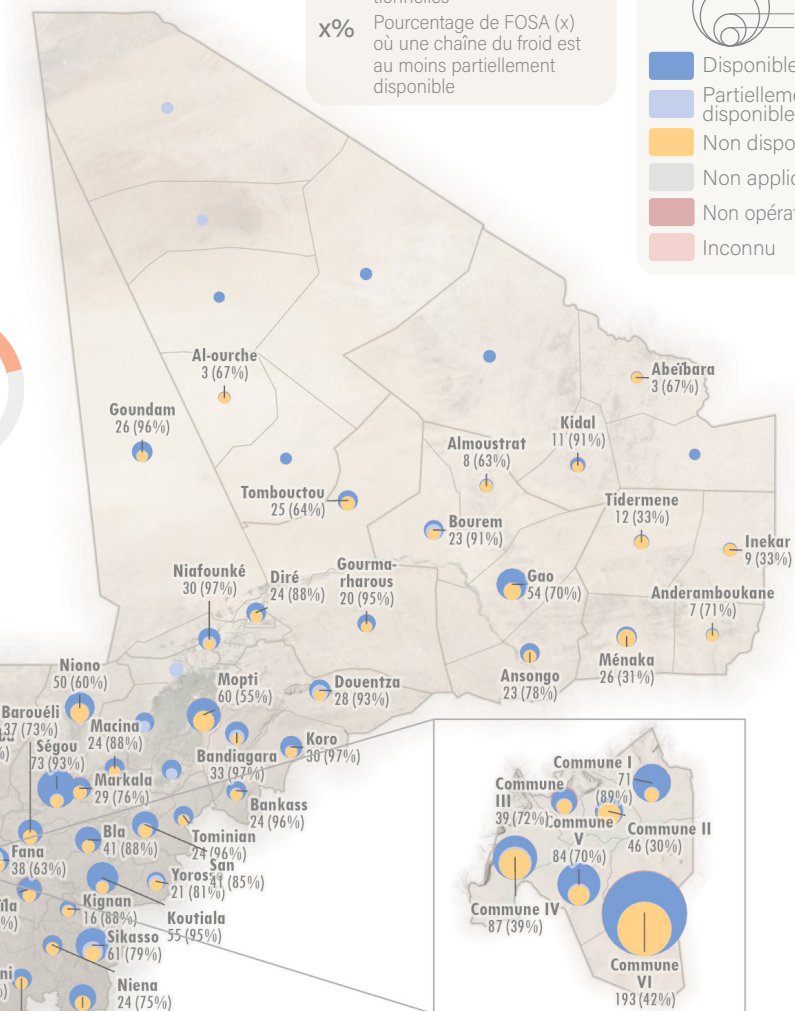 tionnelles
x% Pourcentage de FOSA (x)
où une chaîne du froid est
au moins partiellement
disponible
Disponible
Partielleme
disponible
Non dispo
Non applic
Non opérat
Inconnu
Al-ourche
3 (67%)
Abeïbara
3 (67%)
Goundam
26 (96%)
Kidal
11 (91%)
Almoustrat
8 (63%)
Tombouctou
25 (64%)
Tidermene
12 (33%)
Bourem
23 (91%)
Inekar
9 (33%)
Niafounké
30 (97%)
Diré
24 (88%)
Gourma-
rharous
20 (95%)
Gao
54 (70%)
Anderamboukane
7 (71%)
Niono
50 (60%)
Mopti
60 (55%)
Douentza
28 (93%)
Ansongo
23 (78%)
Ménaka
26 (31%)
Barouéli
37 (73%)
Macina
24 (88%)
Ségou
73 (93%)
Koro
30 (97%)
Bandiagara
33 (97%)
Markala
29 (76%)
Bankass
24 (96%)
Bla
41 (88%)
Tominian
24 (96%)
Fana
38 (63%)
San
41 (85%)
Yoross
21 (81%)
Kignan
16 (88%)
Koutiala
55 (95%)
ïla
%)
Sikasso
61 (79%)
ni
)
Niena
24 (75%)
Commune I
71
(89%)
Commune
III
39 (72%)
Commune II
46 (30%)
Commune
V
84 (70%)
Commune IV
87 (39%)
Commune
VI
193 (42%)